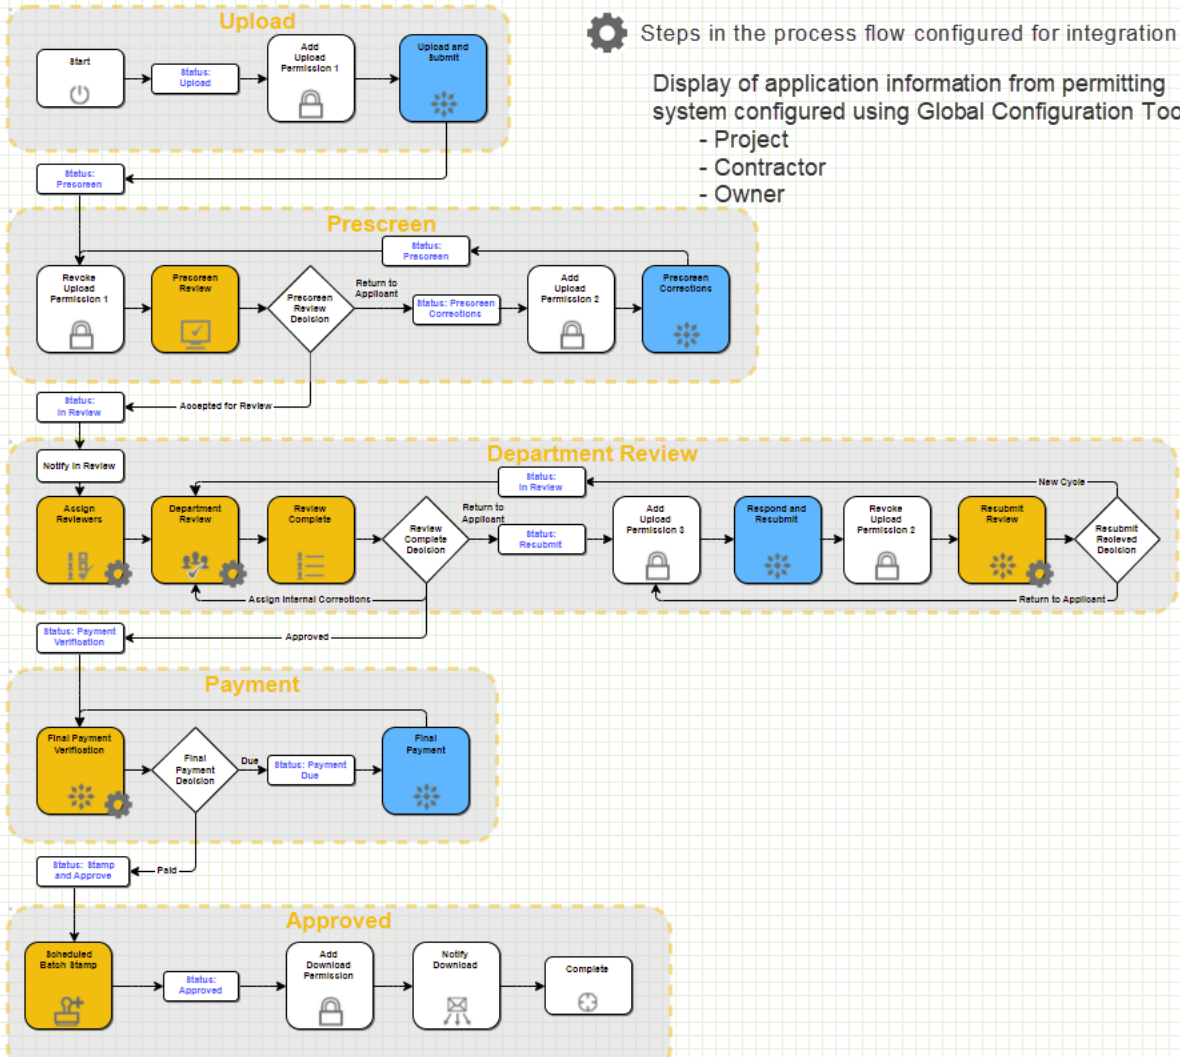 Upload
Steps in the process flow configured for integration
Start
Status:
Upload
Add
Upload
Permission 1
Upload and
Submit
Display of application information from permitting
system configured using Global Configuration Too
- Project
- Contractor
- Owner
Status:
Prescreen
Prescreen
Status:
Prescreen
Revoke
Upload
Permission 1
Prescreen
Review
Prescreen
Review
Decision
Return to
Applicant
Status: Prescreen
Corrections
Add
Upload
Permission 2
Prescreen
Corrections
Status:
In Review
Accepted for Review
Department Review
Notify In Review
Status:
In Review
New Cycle
Assign
Reviewers
Department
Review
Review
Complete
Review
Complete
Decision
Return to
Applicant
Status:
Resubmit
Add
Upload
Permission 3
Respond and
Resubmit
Revoke
Upload
Permission 2
Resubmit
Review
Resubmit
Recieved
Decision
Assign Internal Corrections
Return to Applicant
Status: Payment
Verification
Approved
Payment
Final Payment
Verification
Final
Payment
Decision
Due
Status: Payment
Due
Final
Payment
Status: Stamp
and Approve
Paid
Approved
Scheduled
Batch Stamp
Status:
Approved
Add
Download
Permission
Notify
Download
Complete